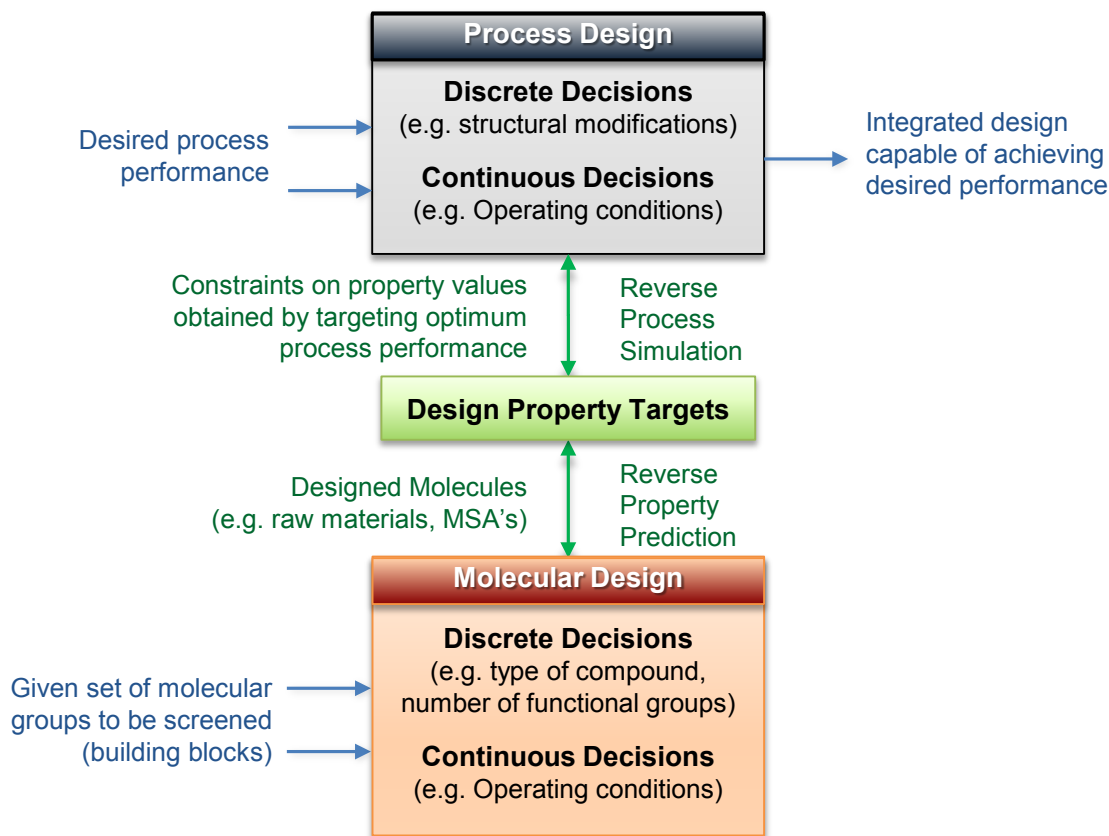 Process Design
Discrete Decisions
(e.g. structural modifications)
Continuous Decisions
(e.g. Operating conditions)
Desired process
performance
Integrated design
capable of achieving
desired performance
Constraints on property values
obtained by targeting optimum
process performance
Reverse
Process
Simulation
Design Property Targets
Designed Molecules
(e.g. raw materials, MSA's)
Reverse
Property
Prediction
Molecular Design
Discrete Decisions
(e.g. type of compound,
number of functional groups)
Continuous Decisions
(e.g. Operating conditions)
Given set of molecular
groups to be screened
(building blocks)